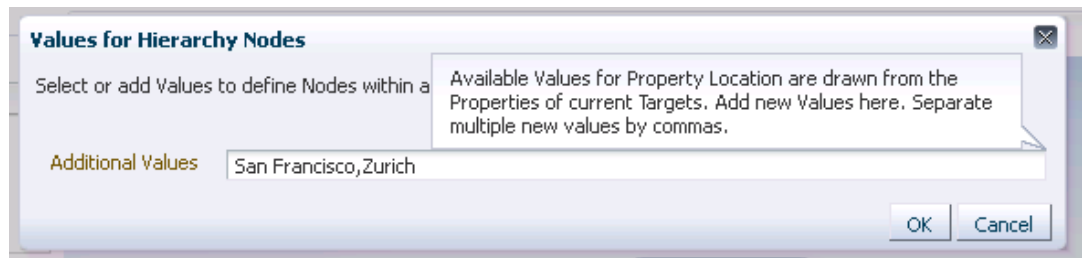 Values for Hierarchy Nodes
Select or add Values to define Nodes within a
Available Values for Property Location are drawn from the
Properties of current Targets. Add new Values here. Separate
multiple new values by commas.
Additional Values San Francisco,Zurich
OK Cancel